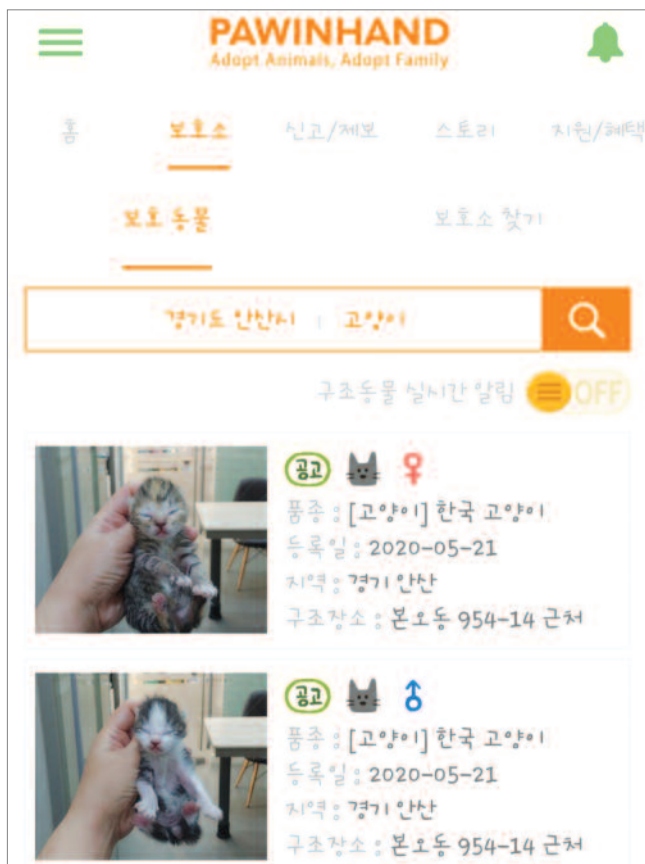 PAWINHAND
Adopt Animals, Adopt Family
홈 보호소 신고/제보 스토리 지원/혜택
보호 동물 보호소 찾기
경기도 안산시 | 고양이
구조동물 실시간 알림 OFF
공고
품종 : [고양이] 한국 고양이
등록일 : 2020-05-21
지역 : 경기 안산
구조장소 : 본오동 954-14 근처
공고
품종 : [고양이] 한국 고양이
등록일 : 2020-05-21
지역 : 경기 안산
구조장소 : 본오동 954-14 근처